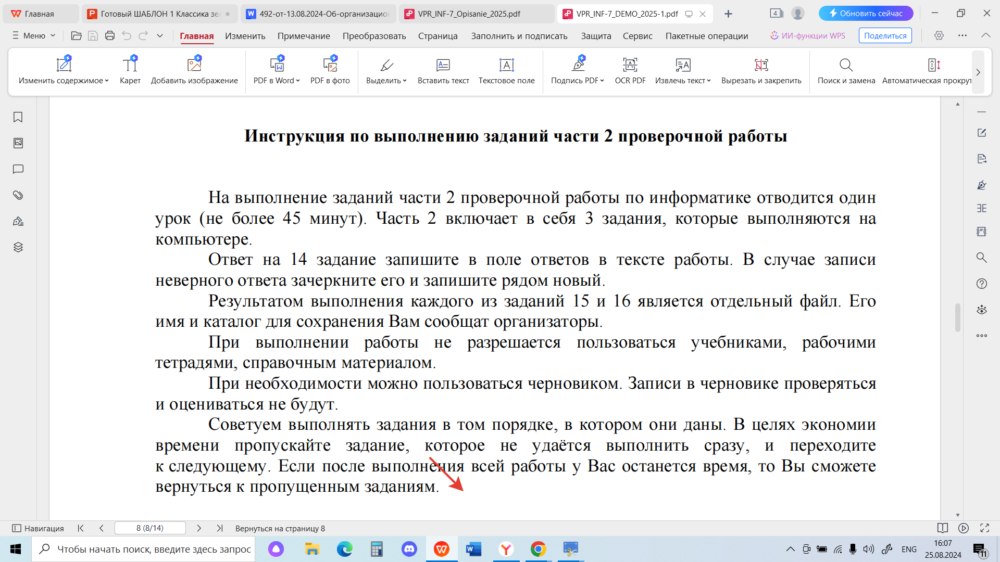 Главная
Готовый ШАБЛОН 1 Классика зел
492-от-13.08.2024-Об-организацион
VPR_INF-7_Opisanie_2025.pdf
VPR_INF-7_DEMO_2025-1.pdf
4
Обновить сейчас
Меню
Главная
Изменить
Примечание
Преобразовать
Страница
Заполнить и подписать
Защита
Сервис
Пакетные операции
ИИ-функции WPS
Поделиться
Изменить содержимое
Карет
Добавить изображение
PDF в Word
PDF в фото
Выделить
Вставить текст
Текстовое поле
Подпись PDF
OCR PDF
Извлечь текст
Вырезать и закрепить
Поиск и замена
Автоматическая прокрут
Инструкция по выполнению заданий части 2 проверочной работы
На выполнение заданий части 2 проверочной работы по информатике отводится один
урок (не более 45 минут). Часть 2 включает в себя 3 задания, которые выполняются на
компьютере.
Ответ на 14 задание запишите в поле ответов в тексте работы. В случае записи
неверного ответа зачеркните его и запишите рядом новый.
Результатом выполнения каждого из заданий 15 и 16 является отдельный файл. Его
имя и каталог для сохранения Вам сообщат организаторы.
При выполнении работы не разрешается пользоваться учебниками, рабочими
тетрадями, справочным материалом.
При необходимости можно пользоваться черновиком. Записи в черновике проверяться
и оцениваться не будут.
Советуем выполнять задания в том порядке, в котором они даны. В целях экономии
времени пропускайте задание, которое не удаётся выполнить сразу, и переходите
к следующему. Если после выполнения всей работы у Вас останется время, то Вы сможете
вернуться к пропущенным заданиям.
Навигация
8 (8/14)
Вернуться на страницу 8
Чтобы начать поиск, введите здесь запрос
ENG
16:07
25.08.2024
11